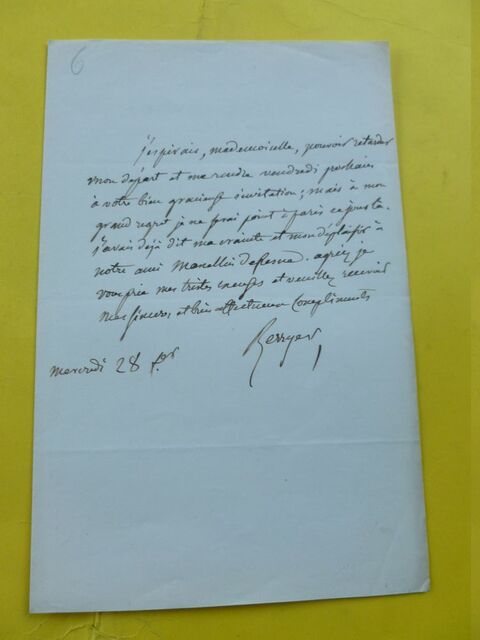 6
j'espérais, mademoiselle, pouvoir retarder
mon départ et me rendre vendredi prochain
à votre bien gracieuse invitation; mais à mon
grand regret je ne serai point à paris ce jour là.
j'avais déjà dit ma crainte et mon déplaisir à
notre ami Marcellin defresne. agréez je
vous prie mes tristes excuses et veuillez recevoir
mes sincères et bien affectueux compliments
Berryer
mercredi 28